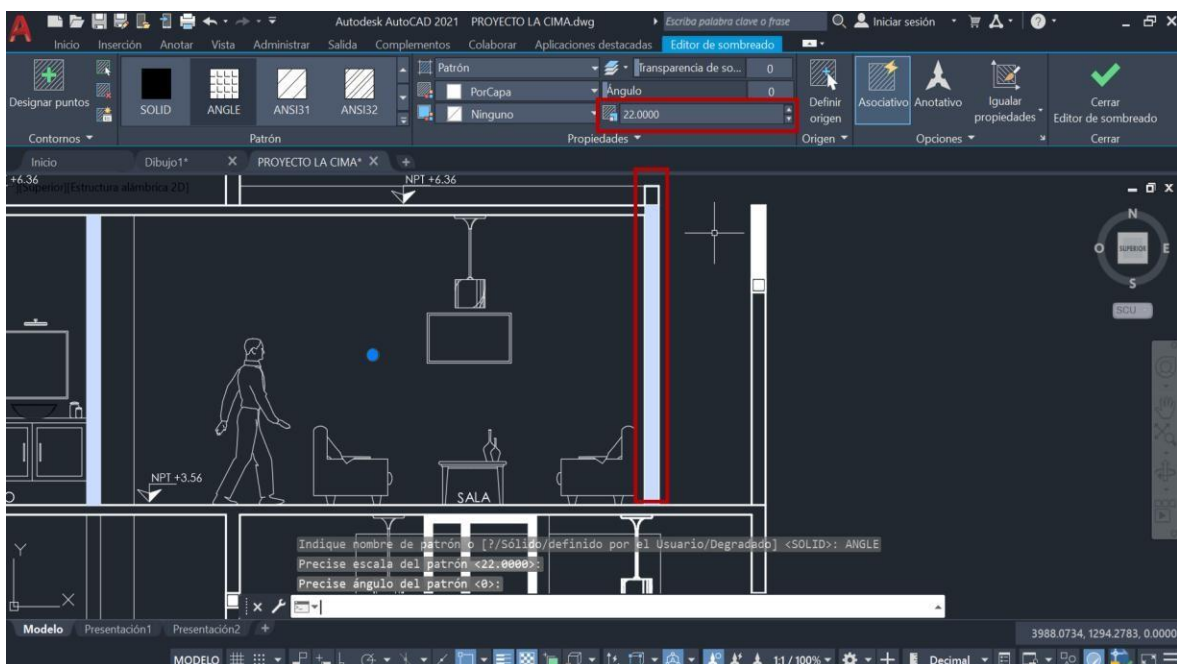 Autodesk AutoCAD 2021 PROYECTO LA CIMA.dwg Escriba palabra clave o frase Iniciar sesión
Inicio Inserción Anotar Vista Administrar Salida Complementos Colaborar Aplicaciones destacadas Editor de sombreado
Designar puntos
SOLID ANGLE ANSI31 ANSI32
Patrón Transparencia de so... 0
PorCapa Ángulo 0
Ninguno 22.0000
Definir origen
Asociativo Anotativo Igualar propiedades
Cerrar Editor de sombreado
Contornos Patrón Propiedades Origen Opciones Cerrar
Inicio Dibujo1* PROYECTO LA CIMA*
+6.36
[Superior][Estructura alámbrica 2D]
NPT +6.36
N
O SUPERIOR E
S
SCU
NPT +3.56
SALA
Indique nombre de patrón o [?/Sólido/definido por el Usuario/Degradado] <SOLID>: ANGLE
Precise escala del patrón <22.0000>:
Precise ángulo del patrón <0>:
Y
X
Modelo Presentación1 Presentación2 +
3988.0734, 1294.2783, 0.0000
MODELO 1:1 / 100% Decimal